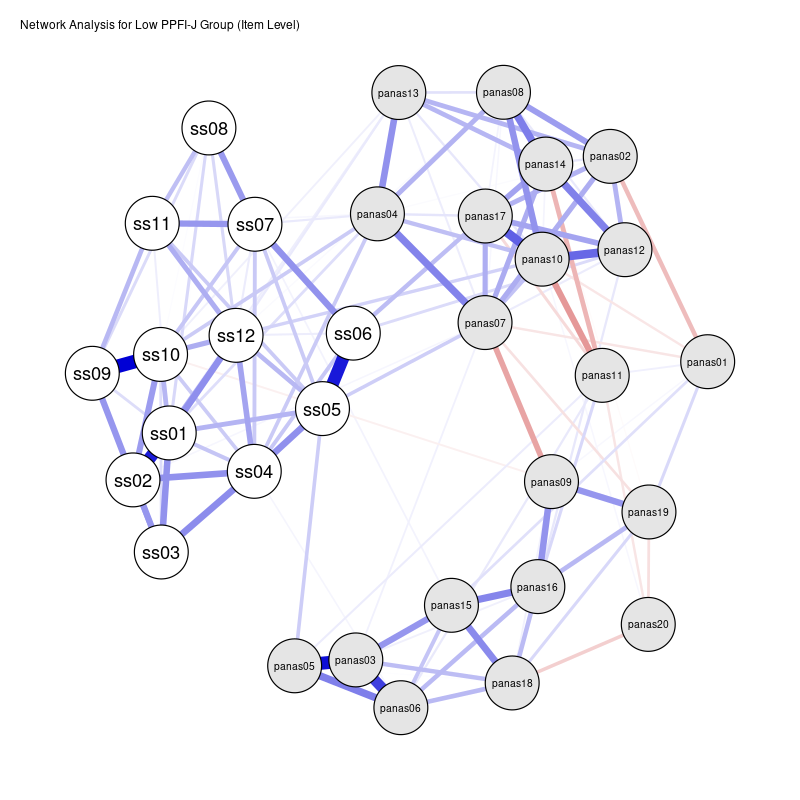 Network Analysis for Low PPFI-J Group (Item Level)
panas13
panas08
ss08
panas14
panas02
panas04
panas17
ss11
ss07
panas12
panas10
panas07
ss12
ss06
ss10
panas01
ss09
panas11
ss05
ss01
ss04
ss02
panas09
panas19
ss03
panas16
panas15
panas20
panas03
panas05
panas18
panas06